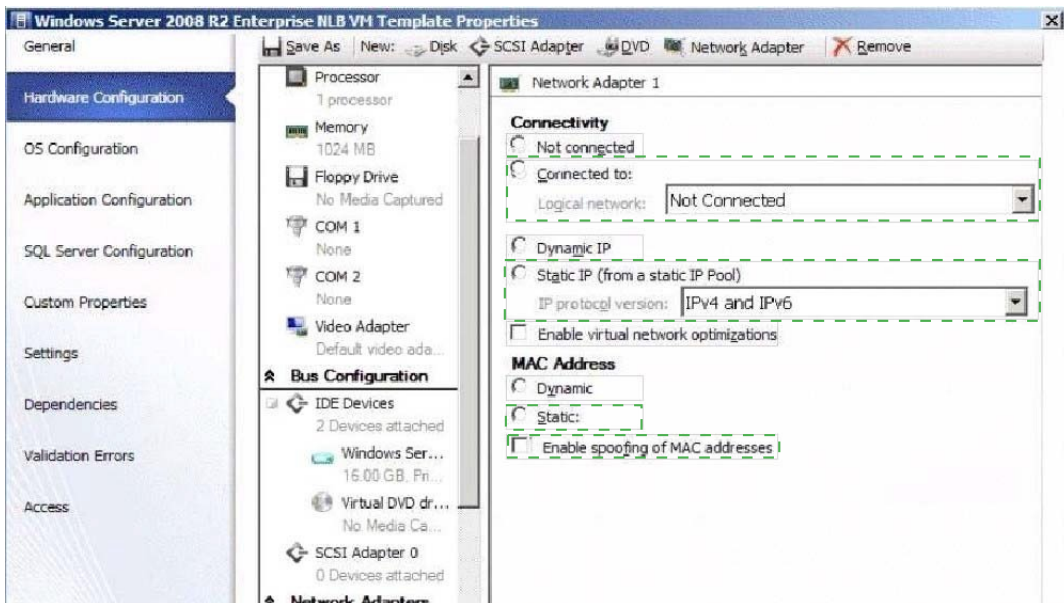 Windows Server 2008 R2 Enterprise NLB VM Template Properties
General
Hardware Configuration
OS Configuration
Application Configuration
SQL Server Configuration
Custom Properties
Settings
Dependencies
Validation Errors
Access
Save As New: Disk SCSI Adapter DVD Network Adapter Remove
Processor
1 processor
Memory
1024 MB
Floppy Drive
No Media Captured
COM 1
None
COM 2
None
Video Adapter
Default video ada...
Bus Configuration
IDE Devices
2 Devices attached
Windows Ser...
16.00 GB, Pri...
Virtual DVD dr...
No Media Ca...
SCSI Adapter 0
0 Devices attached
Network Adapters
Network Adapter 1
Connectivity
Not connected
Connected to:
Logical network: Not Connected
Dynamic IP
Static IP (from a static IP Pool)
IP protocol version: IPv4 and IPv6
Enable virtual network optimizations
MAC Address
Dynamic
Static:
Enable spoofing of MAC addresses